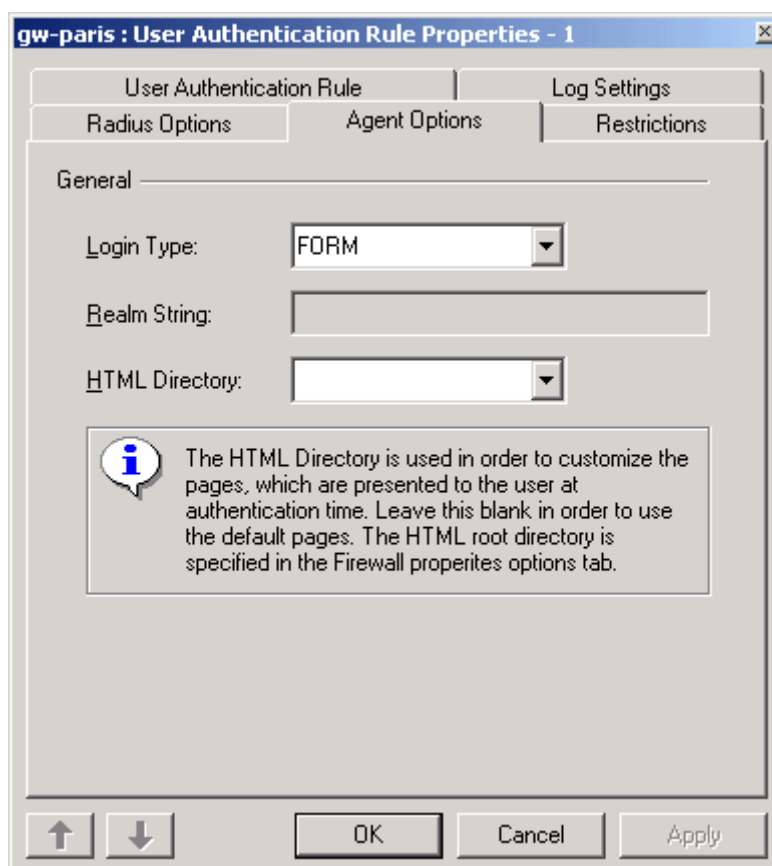 gw-paris : User Authentication Rule Properties - 1
User Authentication Rule
Log Settings
Radius Options
Agent Options
Restrictions
General
Login Type:
FORM
Realm String:
HTML Directory:
The HTML Directory is used in order to customize the
pages, which are presented to the user at
authentication time. Leave this blank in order to use
the default pages. The HTML root directory is
specified in the Firewall properites options tab.
OK
Cancel
Apply